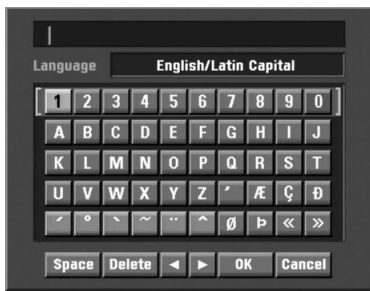 Language English/Latin Capital
1 2 3 4 5 6 7 8 9 0
A B C D E F G H I J
K L M N O P Q R S T
U V W X Y Z ´ Æ Ç Ð
´ ° ` ~ ¨ ^ Ø Þ « »
Space Delete ◄ ► OK Cancel